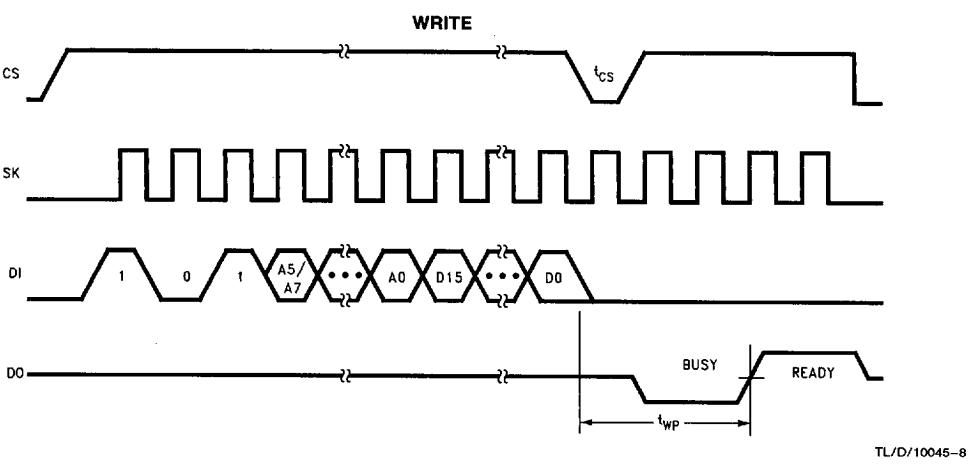 WRITE
CS
tCS
SK
DI
1 0 1 A5/A7 ••• A0 D15 ••• D0
DO
BUSY
READY
tWP
TL/D/10045–8